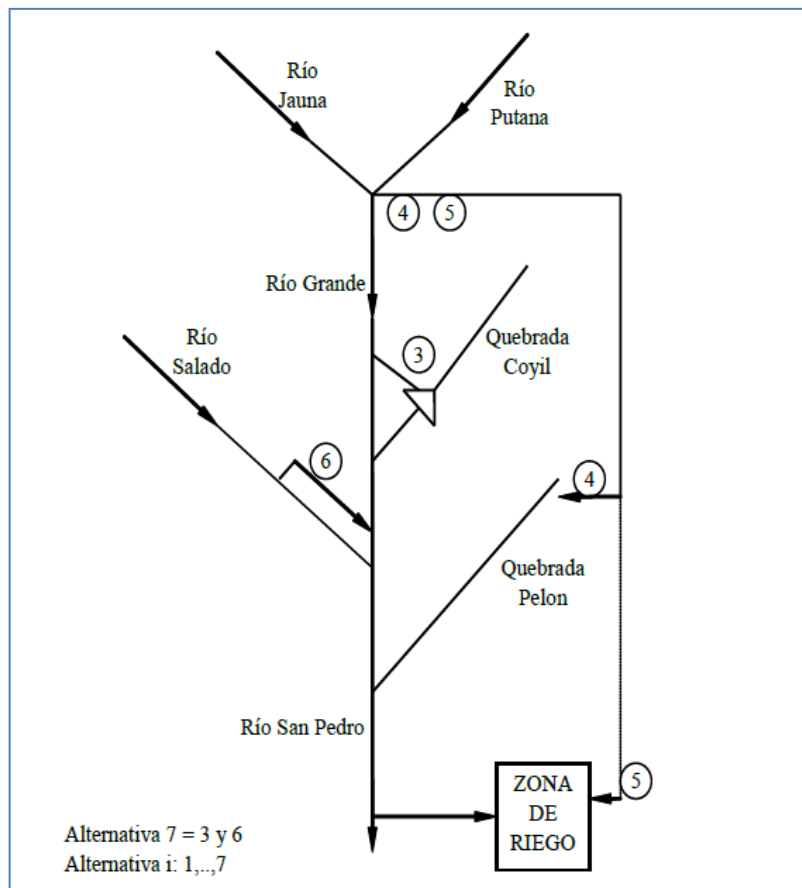 Río
Jauna
Río
Putana
4
5
Río Grande
Río
Salado
3
Quebrada
Coyil
6
4
Quebrada
Pelon
Río San Pedro
ZONA
DE
RIEGO
5
Alternativa 7 = 3 y 6
Alternativa i: 1,..,7